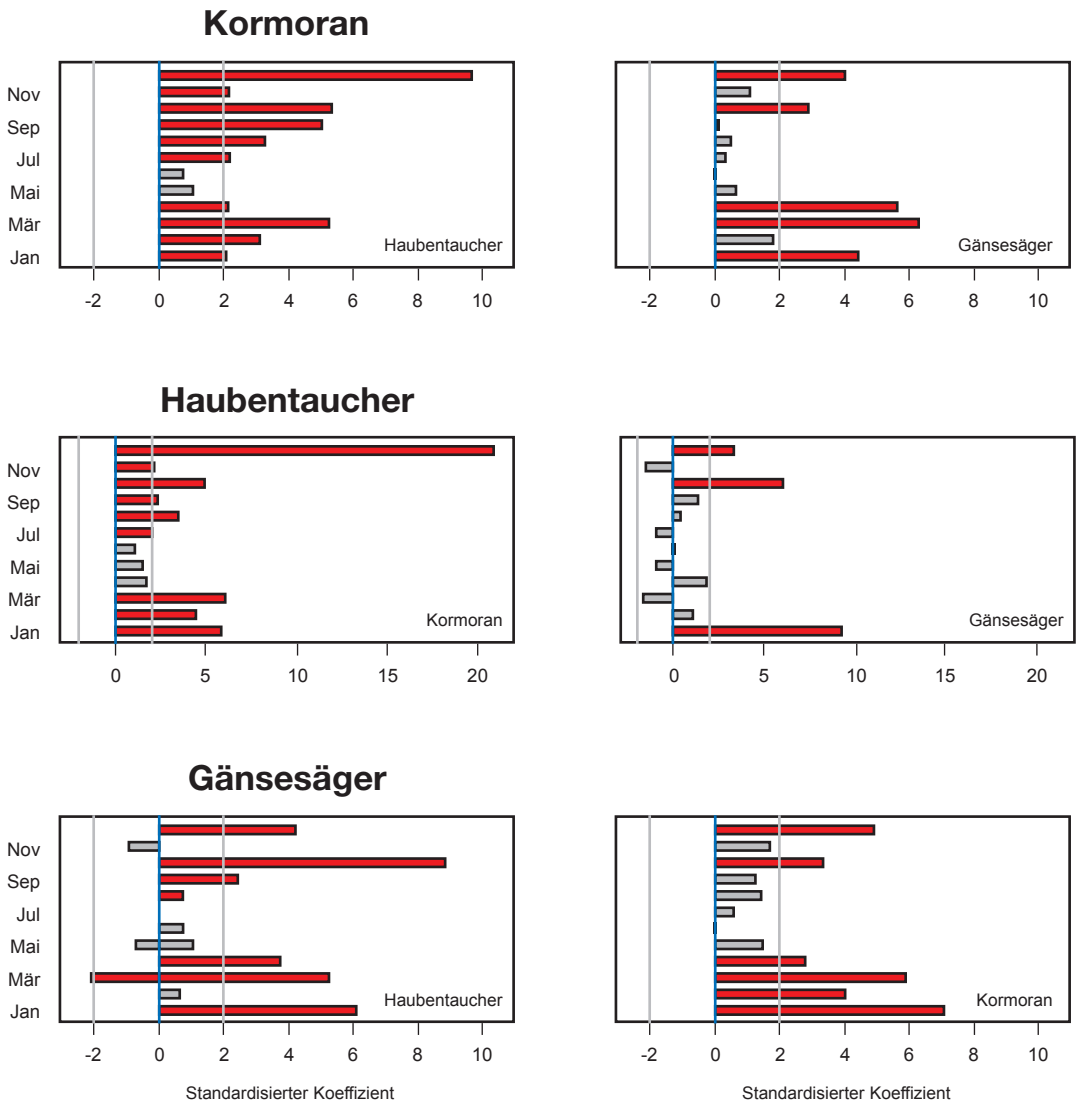 Kormoran
Nov
Sep
Jul
Mai
Mär
Jan
Haubentaucher
-2 0 2 4 6 8 10
Gänsesäger
-2 0 2 4 6 8 10
Haubentaucher
Nov
Sep
Jul
Mai
Mär
Jan
Kormoran
0 5 10 15 20
Gänsesäger
0 5 10 15 20
Gänsesäger
Nov
Sep
Jul
Mai
Mär
Jan
Haubentaucher
-2 0 2 4 6 8 10
Standardisierter Koeffizient
Kormoran
-2 0 2 4 6 8 10
Standardisierter Koeffizient